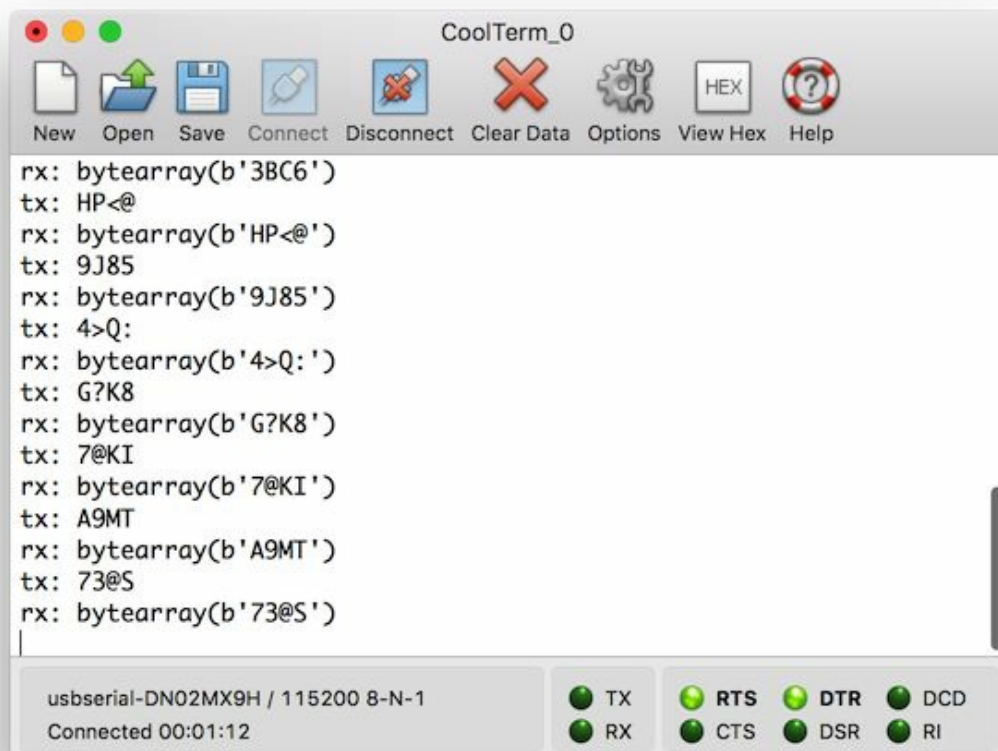 CoolTerm_0
New Open Save Connect Disconnect Clear Data Options View Hex Help
HEX
?
rx: bytearray(b'3BC6')
tx: HP<@
rx: bytearray(b'HP<@')
tx: 9J85
rx: bytearray(b'9J85')
tx: 4>Q:
rx: bytearray(b'4>Q:')
tx: G?K8
rx: bytearray(b'G?K8')
tx: 7@KI
rx: bytearray(b'7@KI')
tx: A9MT
rx: bytearray(b'A9MT')
tx: 73@S
rx: bytearray(b'73@S')
usbserial-DN02MX9H / 115200 8-N-1
Connected 00:01:12
TX RTS DTR DCD
RX CTS DSR RI